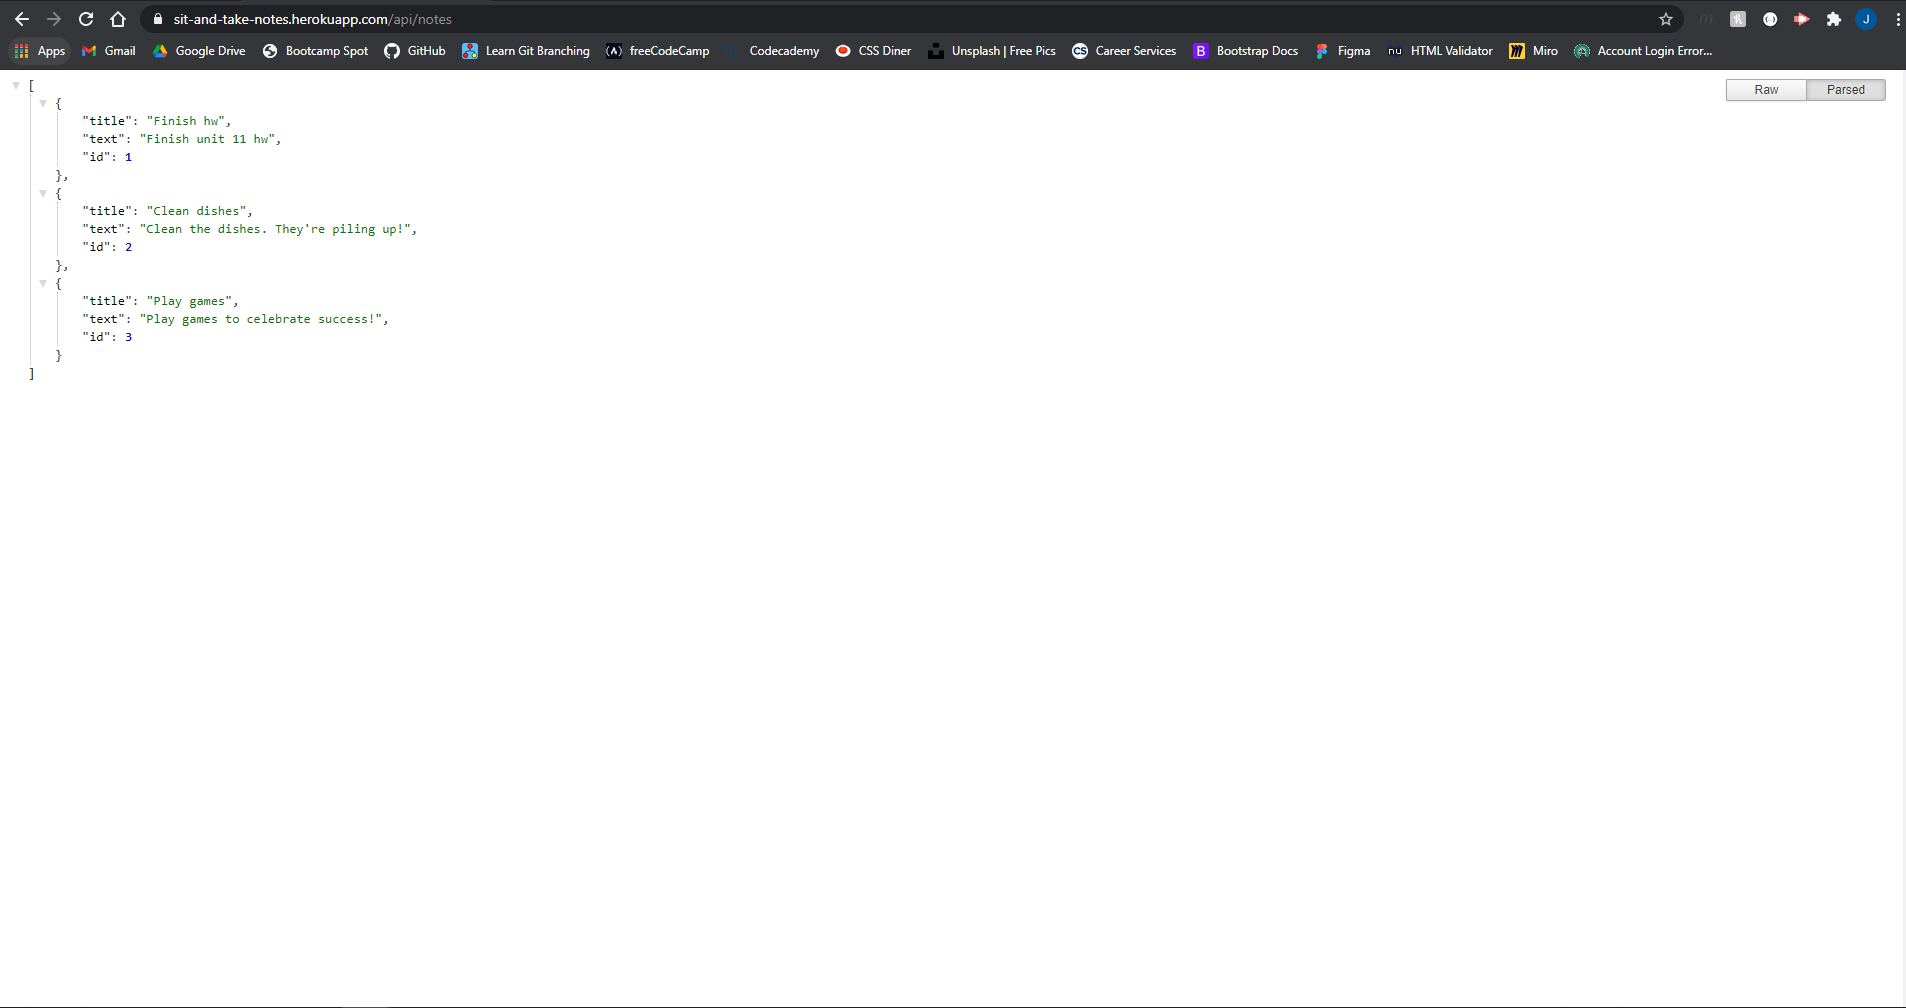 sit-and-take-notes.herokuapp.com/api/notes
J
Apps Gmail Google Drive Bootcamp Spot GitHub Learn Git Branching freeCodeCamp Codecademy CSS Diner Unsplash | Free Pics CS Career Services B Bootstrap Docs Figma nu HTML Validator Miro Account Login Error...
Raw Parsed
[
{
"title": "Finish hw",
"text": "Finish unit 11 hw",
"id": 1
},
{
"title": "Clean dishes",
"text": "Clean the dishes. They're piling up!",
"id": 2
},
{
"title": "Play games",
"text": "Play games to celebrate success!",
"id": 3
}
]